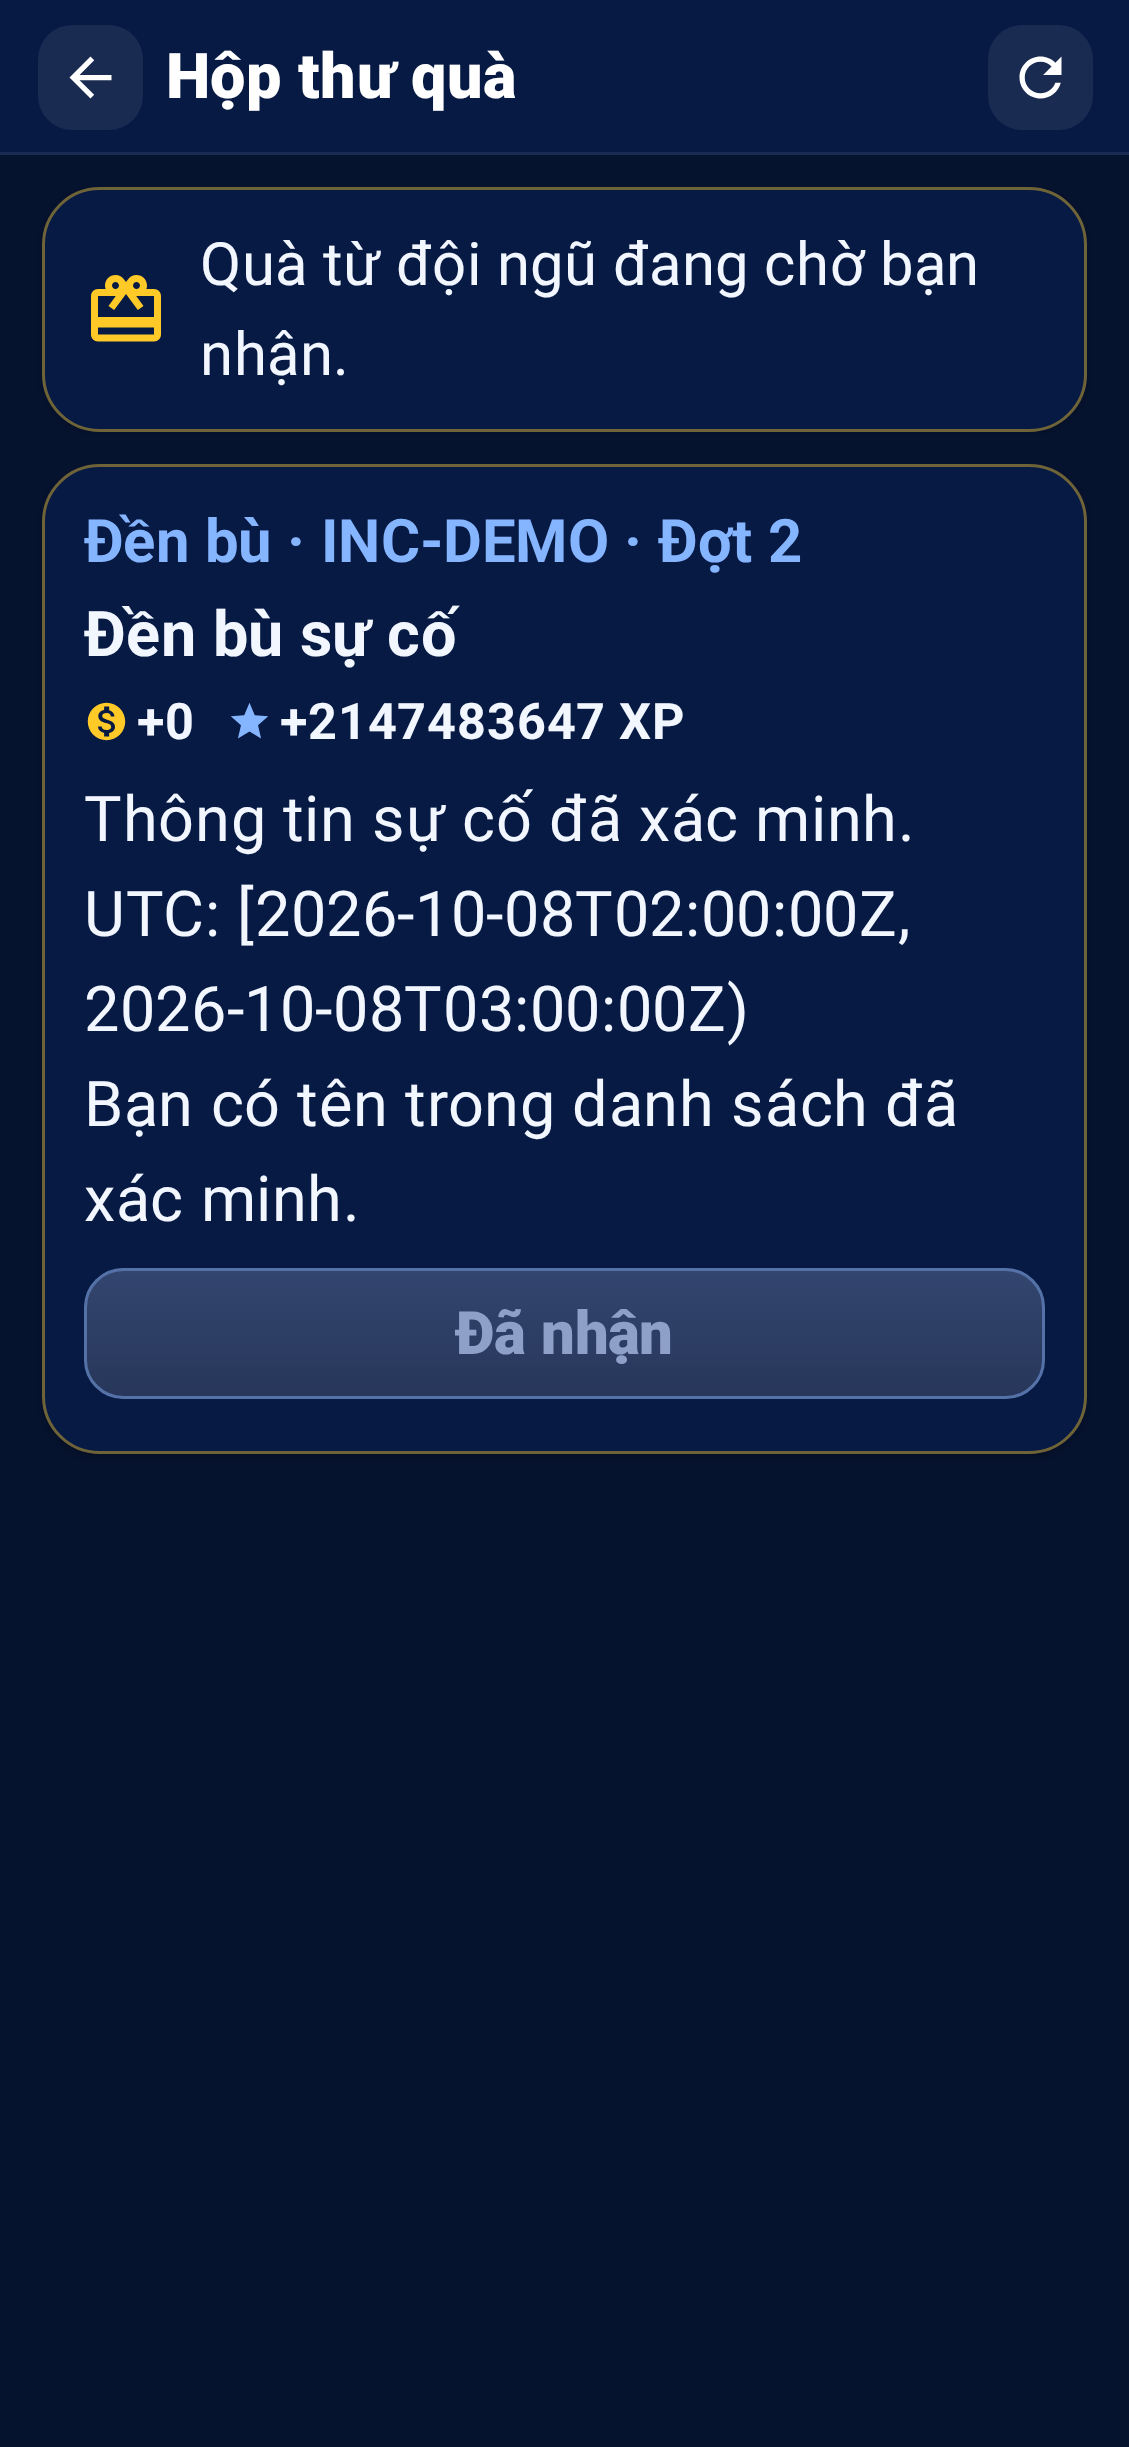 Hộp thư quà
Quà từ đội ngũ đang chờ bạn
nhận.
Đền bù · INC-DEMO · Đợt 2
Đền bù sự cố
+0 +2147483647 XP
Thông tin sự cố đã xác minh.
UTC: [2026-10-08T02:00:00Z,
2026-10-08T03:00:00Z)
Bạn có tên trong danh sách đã
xác minh.
Đã nhận